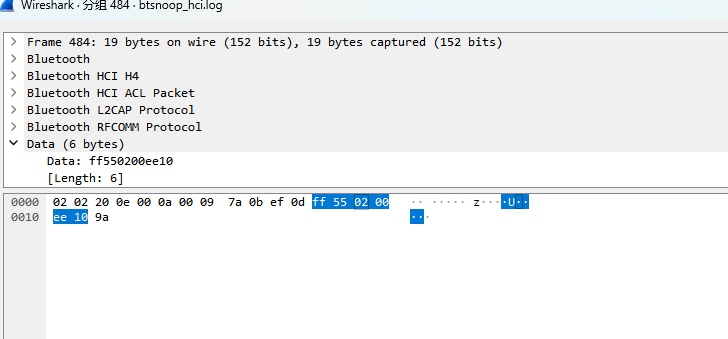 Wireshark · 分组 484 · btsnoop_hci.log
Frame 484: 19 bytes on wire (152 bits), 19 bytes captured (152 bits)
Bluetooth
Bluetooth HCI H4
Bluetooth HCI ACL Packet
Bluetooth L2CAP Protocol
Bluetooth RFCOMM Protocol
Data (6 bytes)
Data: ff550200ee10
[Length: 6]
0000 02 02 20 0e 00 0a 00 09 7a 0b ef 0d ff 55 02 00 ·· ····· z····U··
0010 ee 10 9a ···